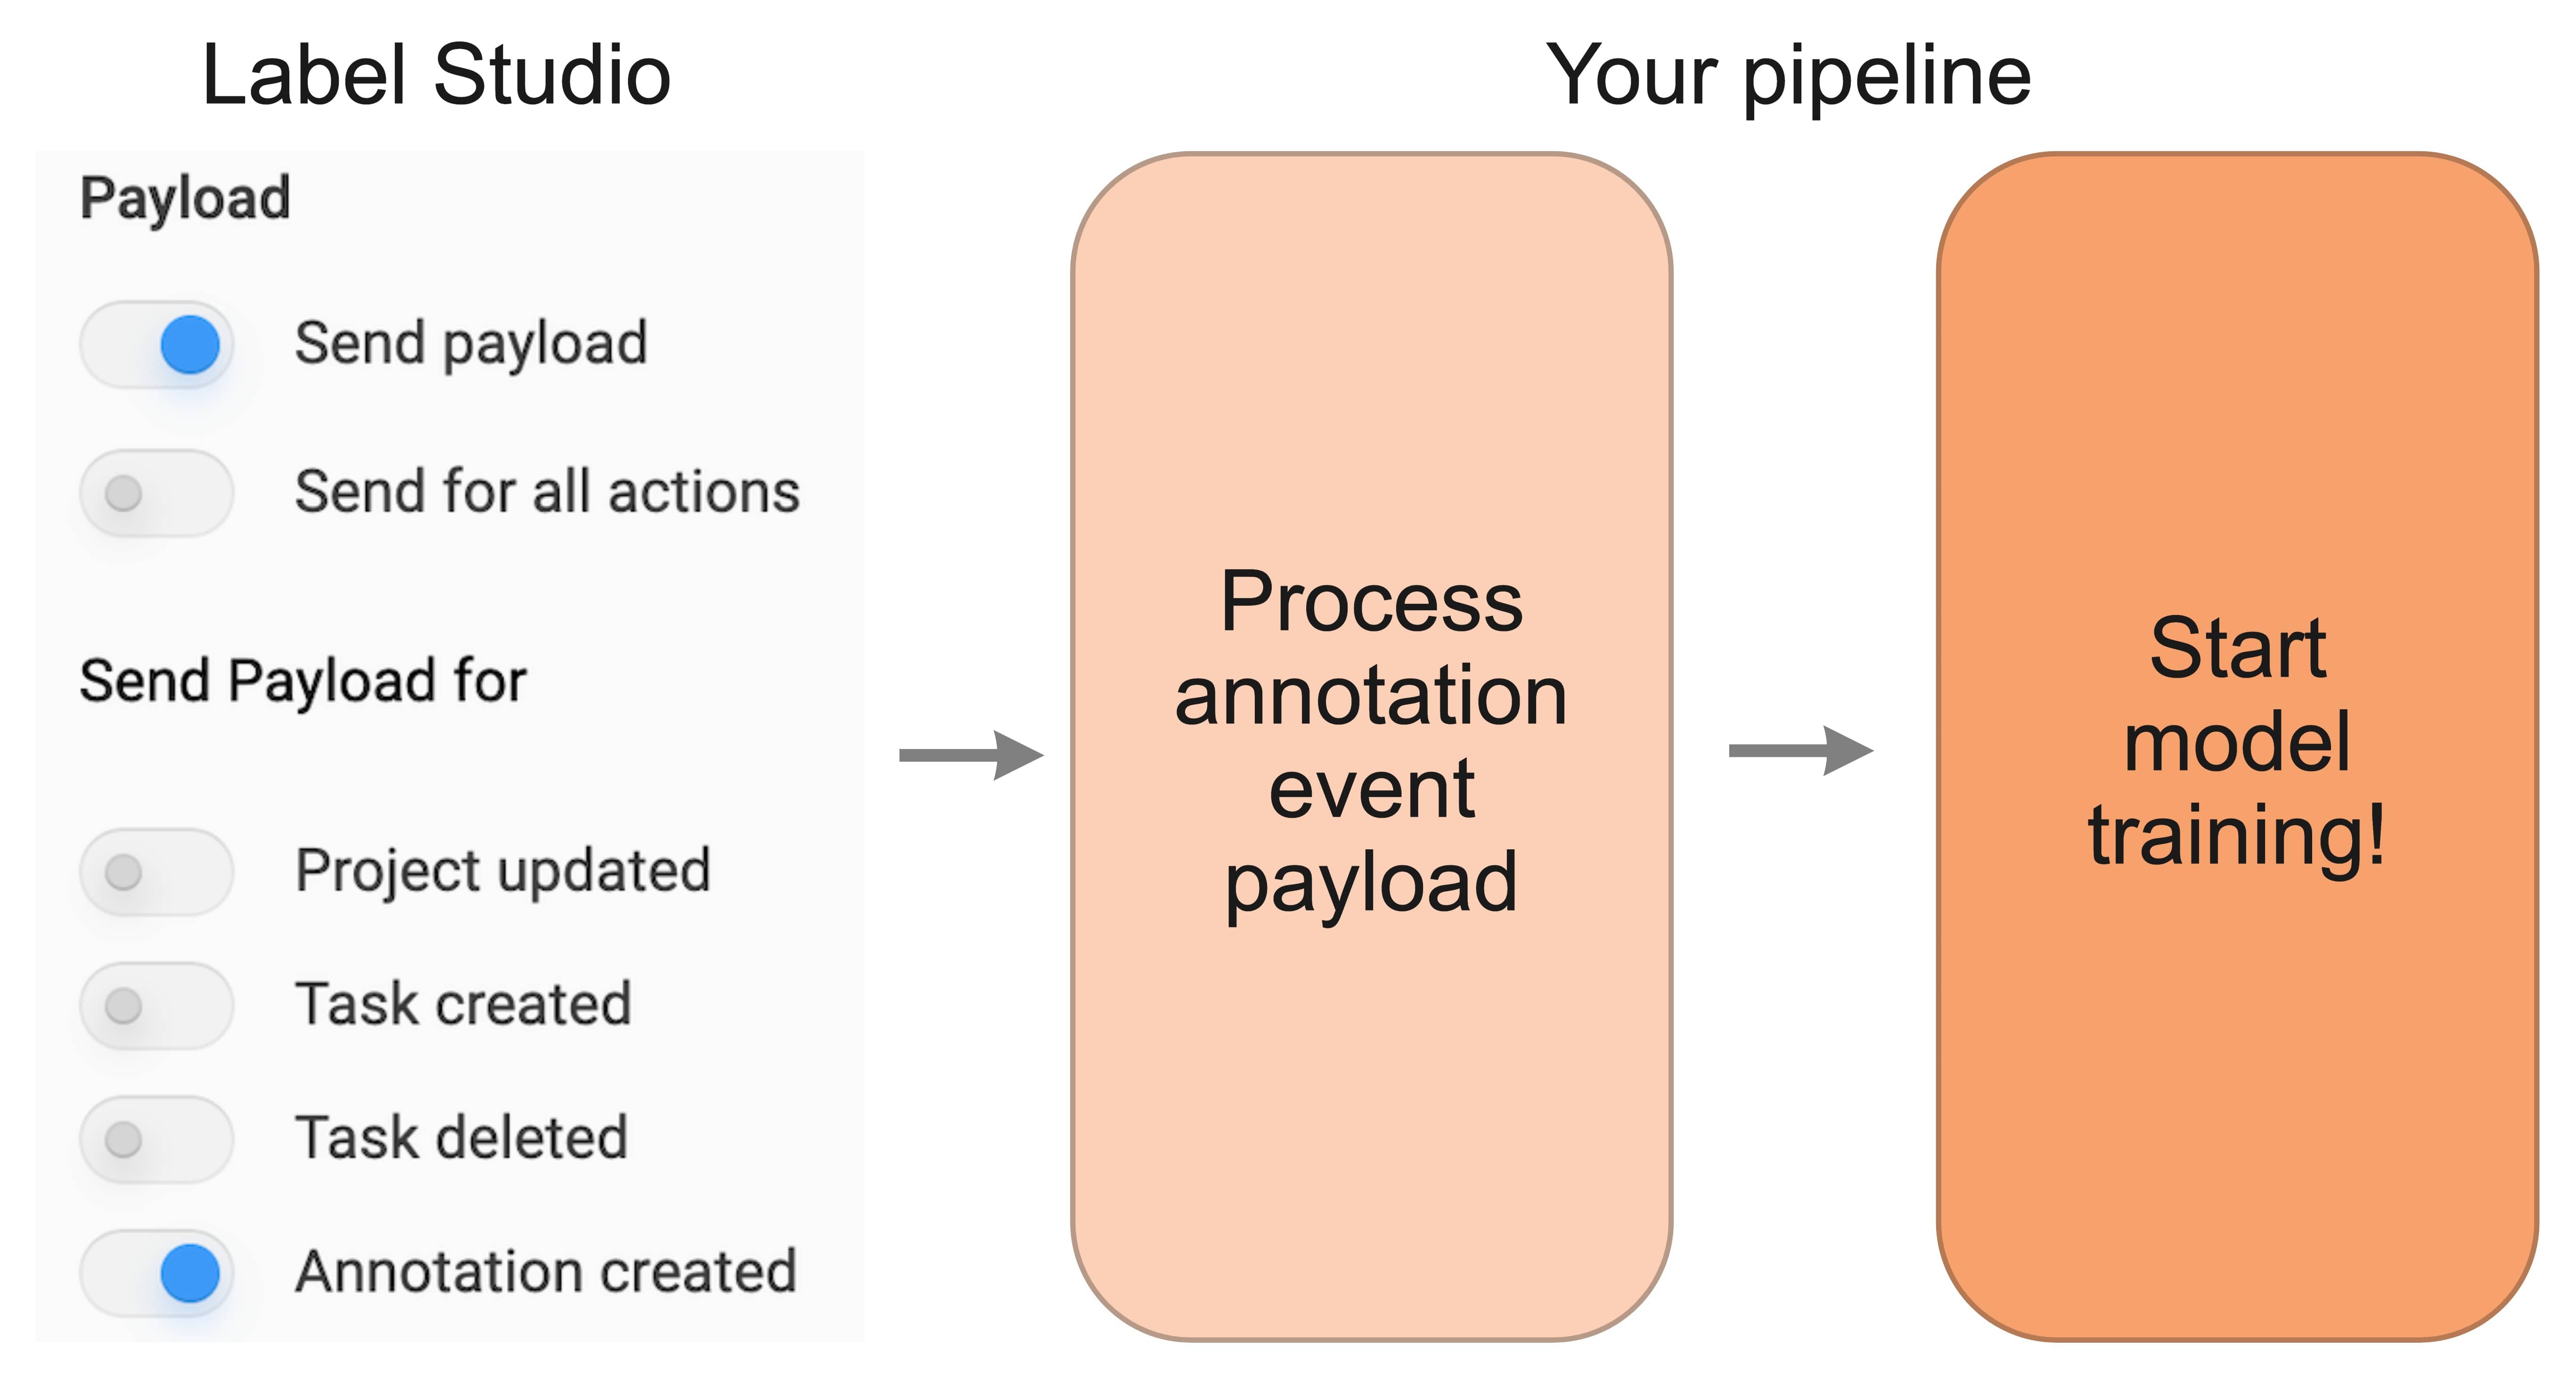 Label Studio
Your pipeline
Payload
Send payload
Send for all actions
Send Payload for
Project updated
Task created
Task deleted
Annotation created
Process
annotation
event
payload
Start
model
training!